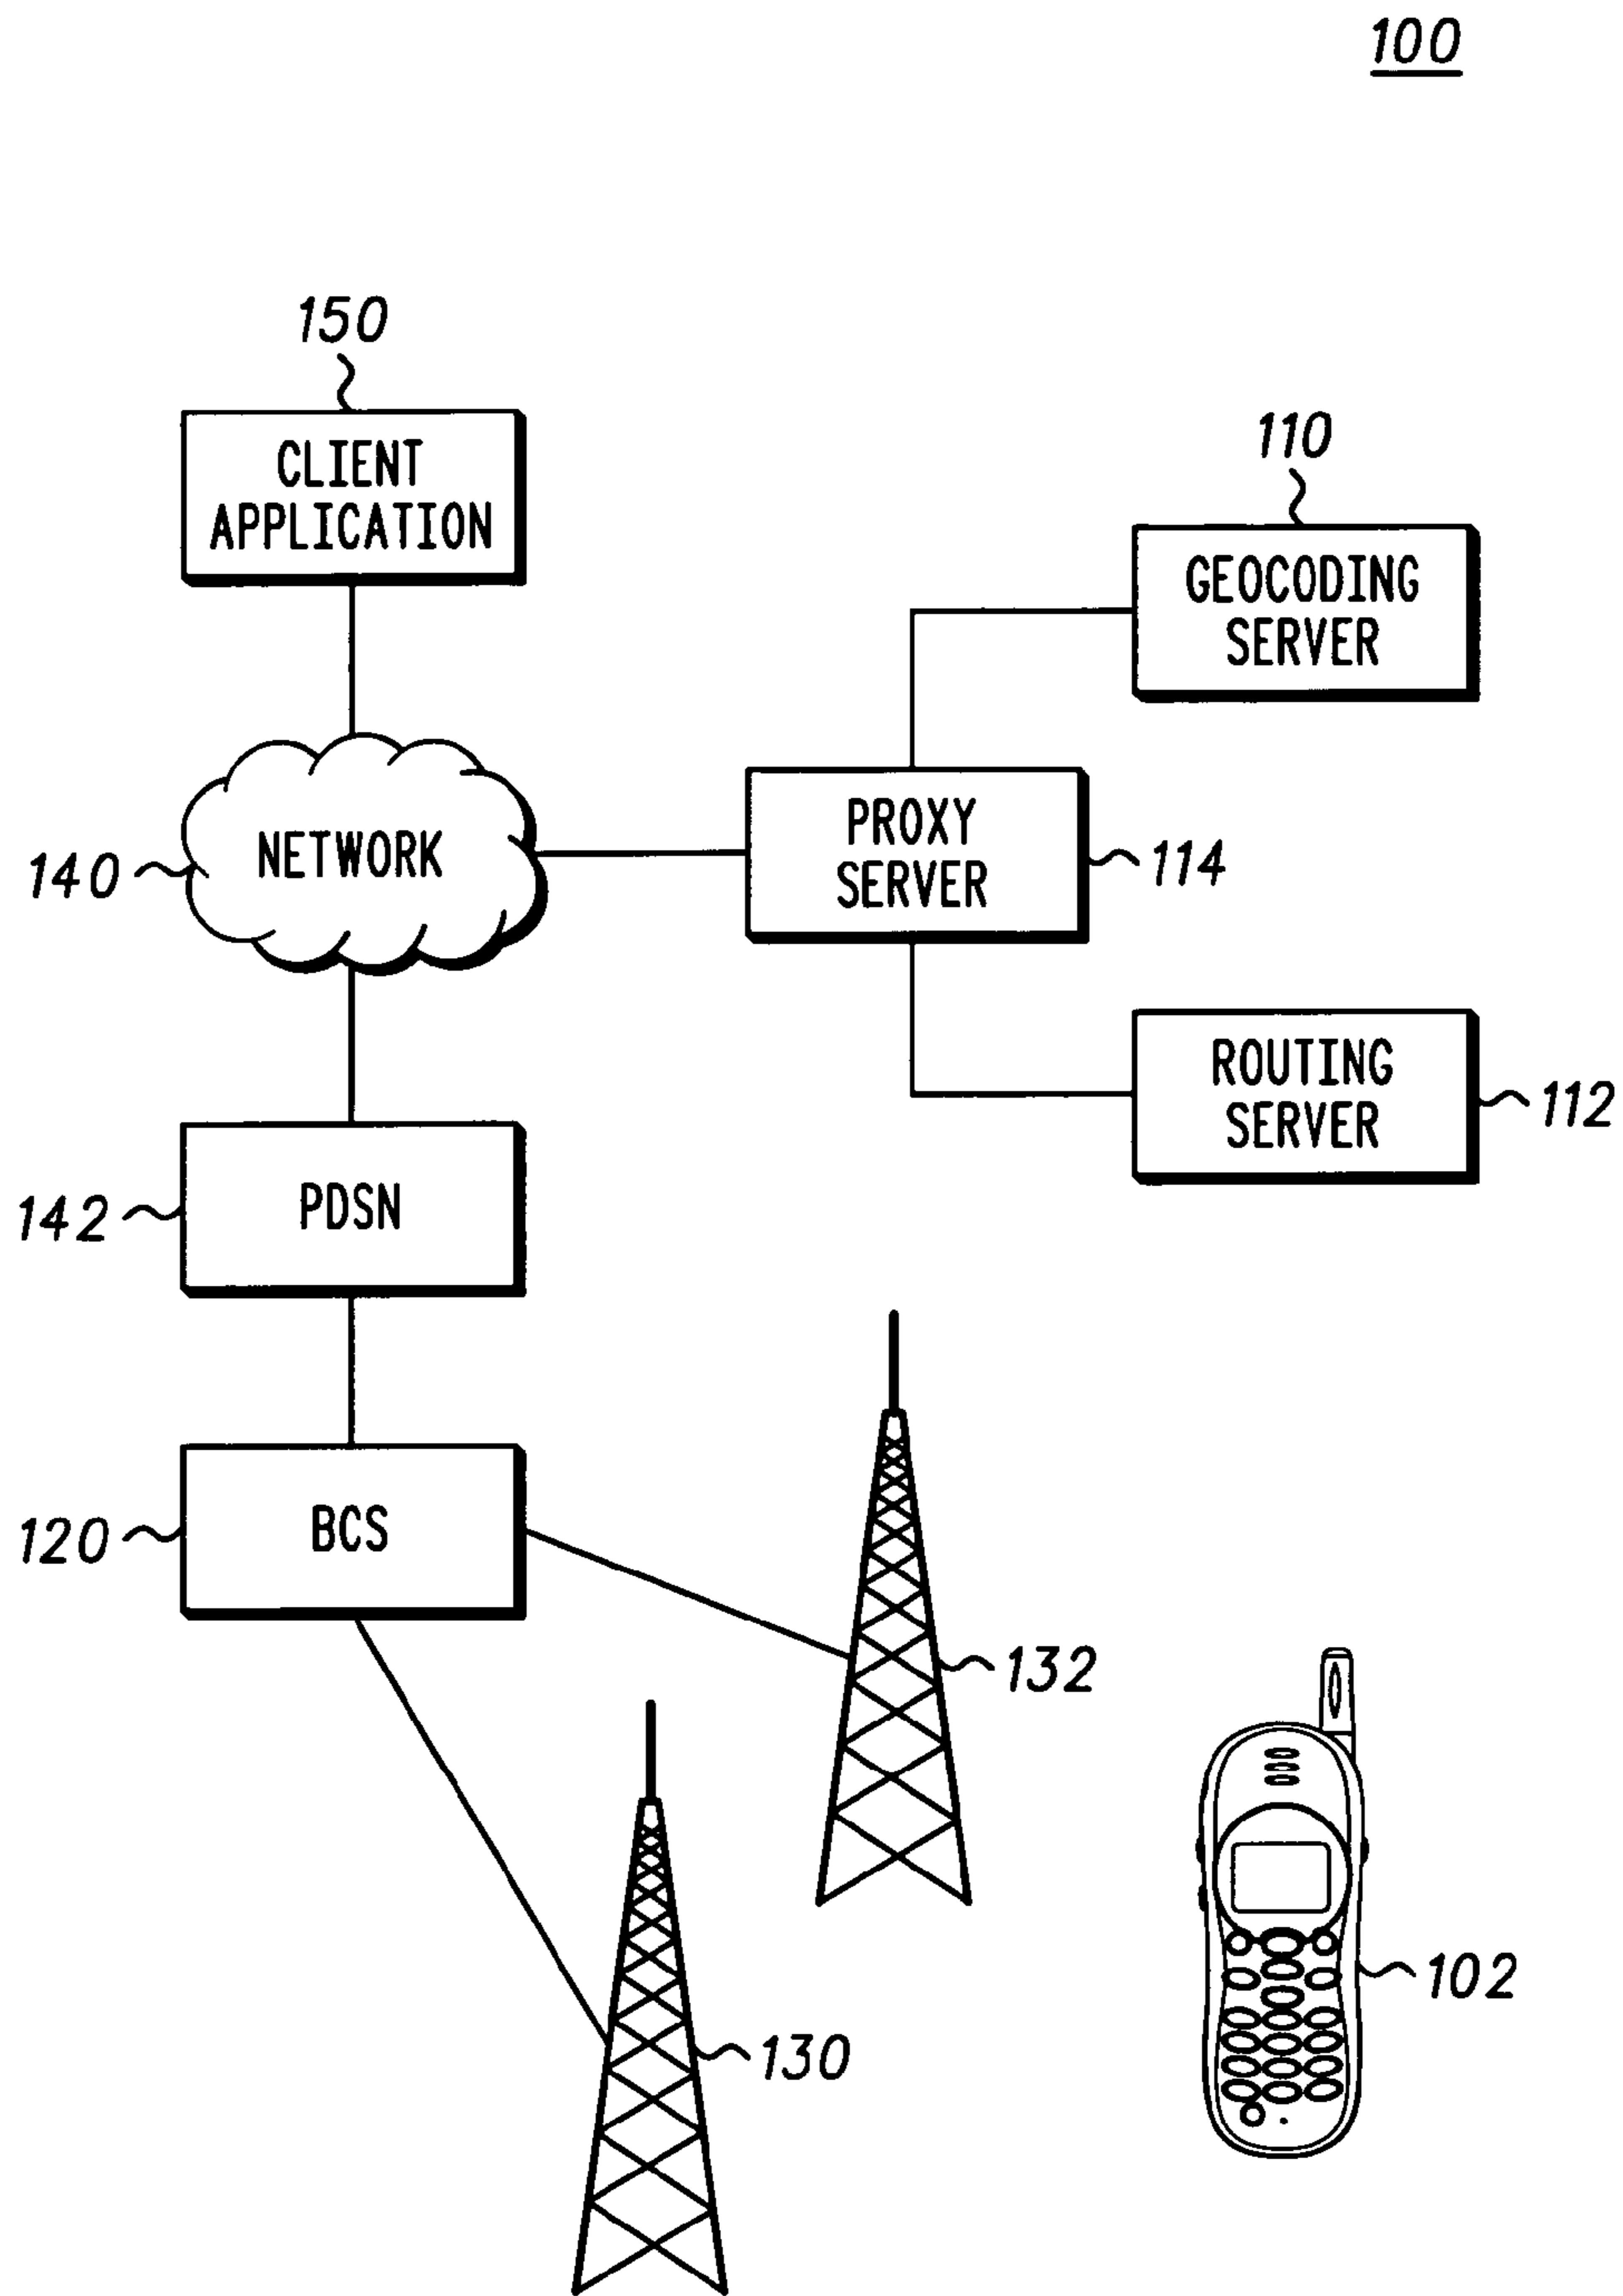 100
150
CLIENT
APPLICATION
110
GEOCODING
SERVER
140
NETWORK
PROXY
SERVER
114
ROUTING
SERVER
112
142
PDSN
120
BCS
132
130
102